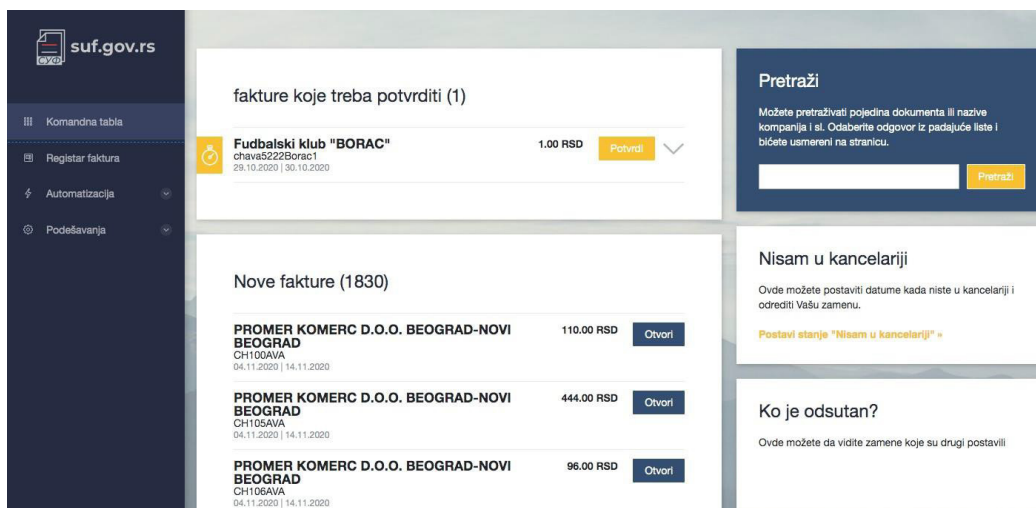 suf.gov.rs
СУФ
Komandna tabla
Registar faktura
Automatizacija
Podešavanja
fakture koje treba potvrditi (1)
Fudbalski klub "BORAC"
1.00 RSD
Potvrdi
chava5222Borac1
29.10.2020 | 30.10.2020
Nove fakture (1830)
PROMER KOMERC D.O.O. BEOGRAD-NOVI
BEOGRAD
110.00 RSD
Otvori
CH100AVA
04.11.2020 | 14.11.2020
PROMER KOMERC D.O.O. BEOGRAD-NOVI
BEOGRAD
444.00 RSD
Otvori
CH105AVA
04.11.2020 | 14.11.2020
PROMER KOMERC D.O.O. BEOGRAD-NOVI
BEOGRAD
96.00 RSD
Otvori
CH106AVA
04.11.2020 | 14.11.2020
Pretraži
Možete pretraživati pojedina dokumenta ili nazive
kompanija i sl. Odaberite odgovor iz padajuće liste i
bićete usmereni na stranicu.
Pretraži
Nisam u kancelariji
Ovde možete postaviti datume kada niste u kancelariji i
odrediti Vašu zamenu.
Postavi stanje "Nisam u kancelariji" »
Ko je odsutan?
Ovde možete da vidite zamene koje su drugi postavili